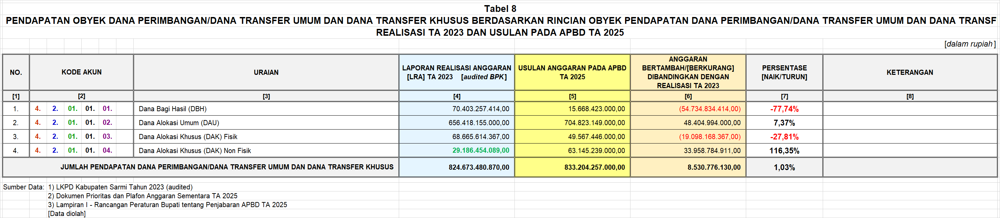 Tabel 8
PENDAPATAN OBYEK DANA PERIMBANGAN/DANA TRANSFER UMUM DAN DANA TRANSFER KHUSUS BERDASARKAN RINCIAN OBYEK PENDAPATAN DANA PERIMBANGAN/DANA TRANSFER UMUM DAN DANA TRANSF
REALISASI TA 2023 DAN USULAN PADA APBD TA 2025
[dalam rupiah]
NO. KODE AKUN URAIAN LAPORAN REALISASI ANGGARAN [LRA] TA 2023 [audited BPK] USULAN ANGGARAN PADA APBD TA 2025 ANGGARAN BERTAMBAH/[BERKURANG] DIBANDINGKAN DENGAN REALISASI TA 2023 PERSENTASE [NAIK/TURUN] KETERANGAN
[1] [2] [3] [4] [5] [6] [7] [8]
1. 4. 2. 01. 01. 01. Dana Bagi Hasil (DBH) 70.403.257.414,00 15.668.423.000,00 (54.734.834.414,00) -77,74%
2. 4. 2. 01. 01. 02. Dana Alokasi Umum (DAU) 656.418.155.000,00 704.823.149.000,00 48.404.994.000,00 7,37%
3. 4. 2. 01. 01. 03. Dana Alokasi Khusus (DAK) Fisik 68.665.614.367,00 49.567.446.000,00 (19.098.168.367,00) -27,81%
4. 4. 2. 01. 01. 04. Dana Alokasi Khusus (DAK) Non Fisik 29.186.454.089,00 63.145.239.000,00 33.958.784.911,00 116,35%
JUMLAH PENDAPATAN DANA PERIMBANGAN/DANA TRANSFER UMUM DAN DANA TRANSFER KHUSUS 824.673.480.870,00 833.204.257.000,00 8.530.776.130,00 1,03%
Sumber Data: 1) LKPD Kabupaten Sarmi Tahun 2023 (audited)
2) Dokumen Prioritas dan Plafon Anggaran Sementara TA 2025
3) Lampiran I - Rancangan Peraturan Bupati tentang Penjabaran APBD TA 2025
[Data diolah]